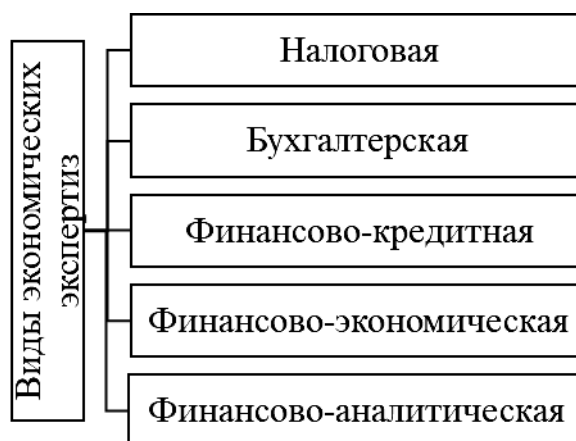 Виды экономических
экспертиз
Налоговая
Бухгалтерская
Финансово-кредитная
Финансово-экономическая
Финансово-аналитическая